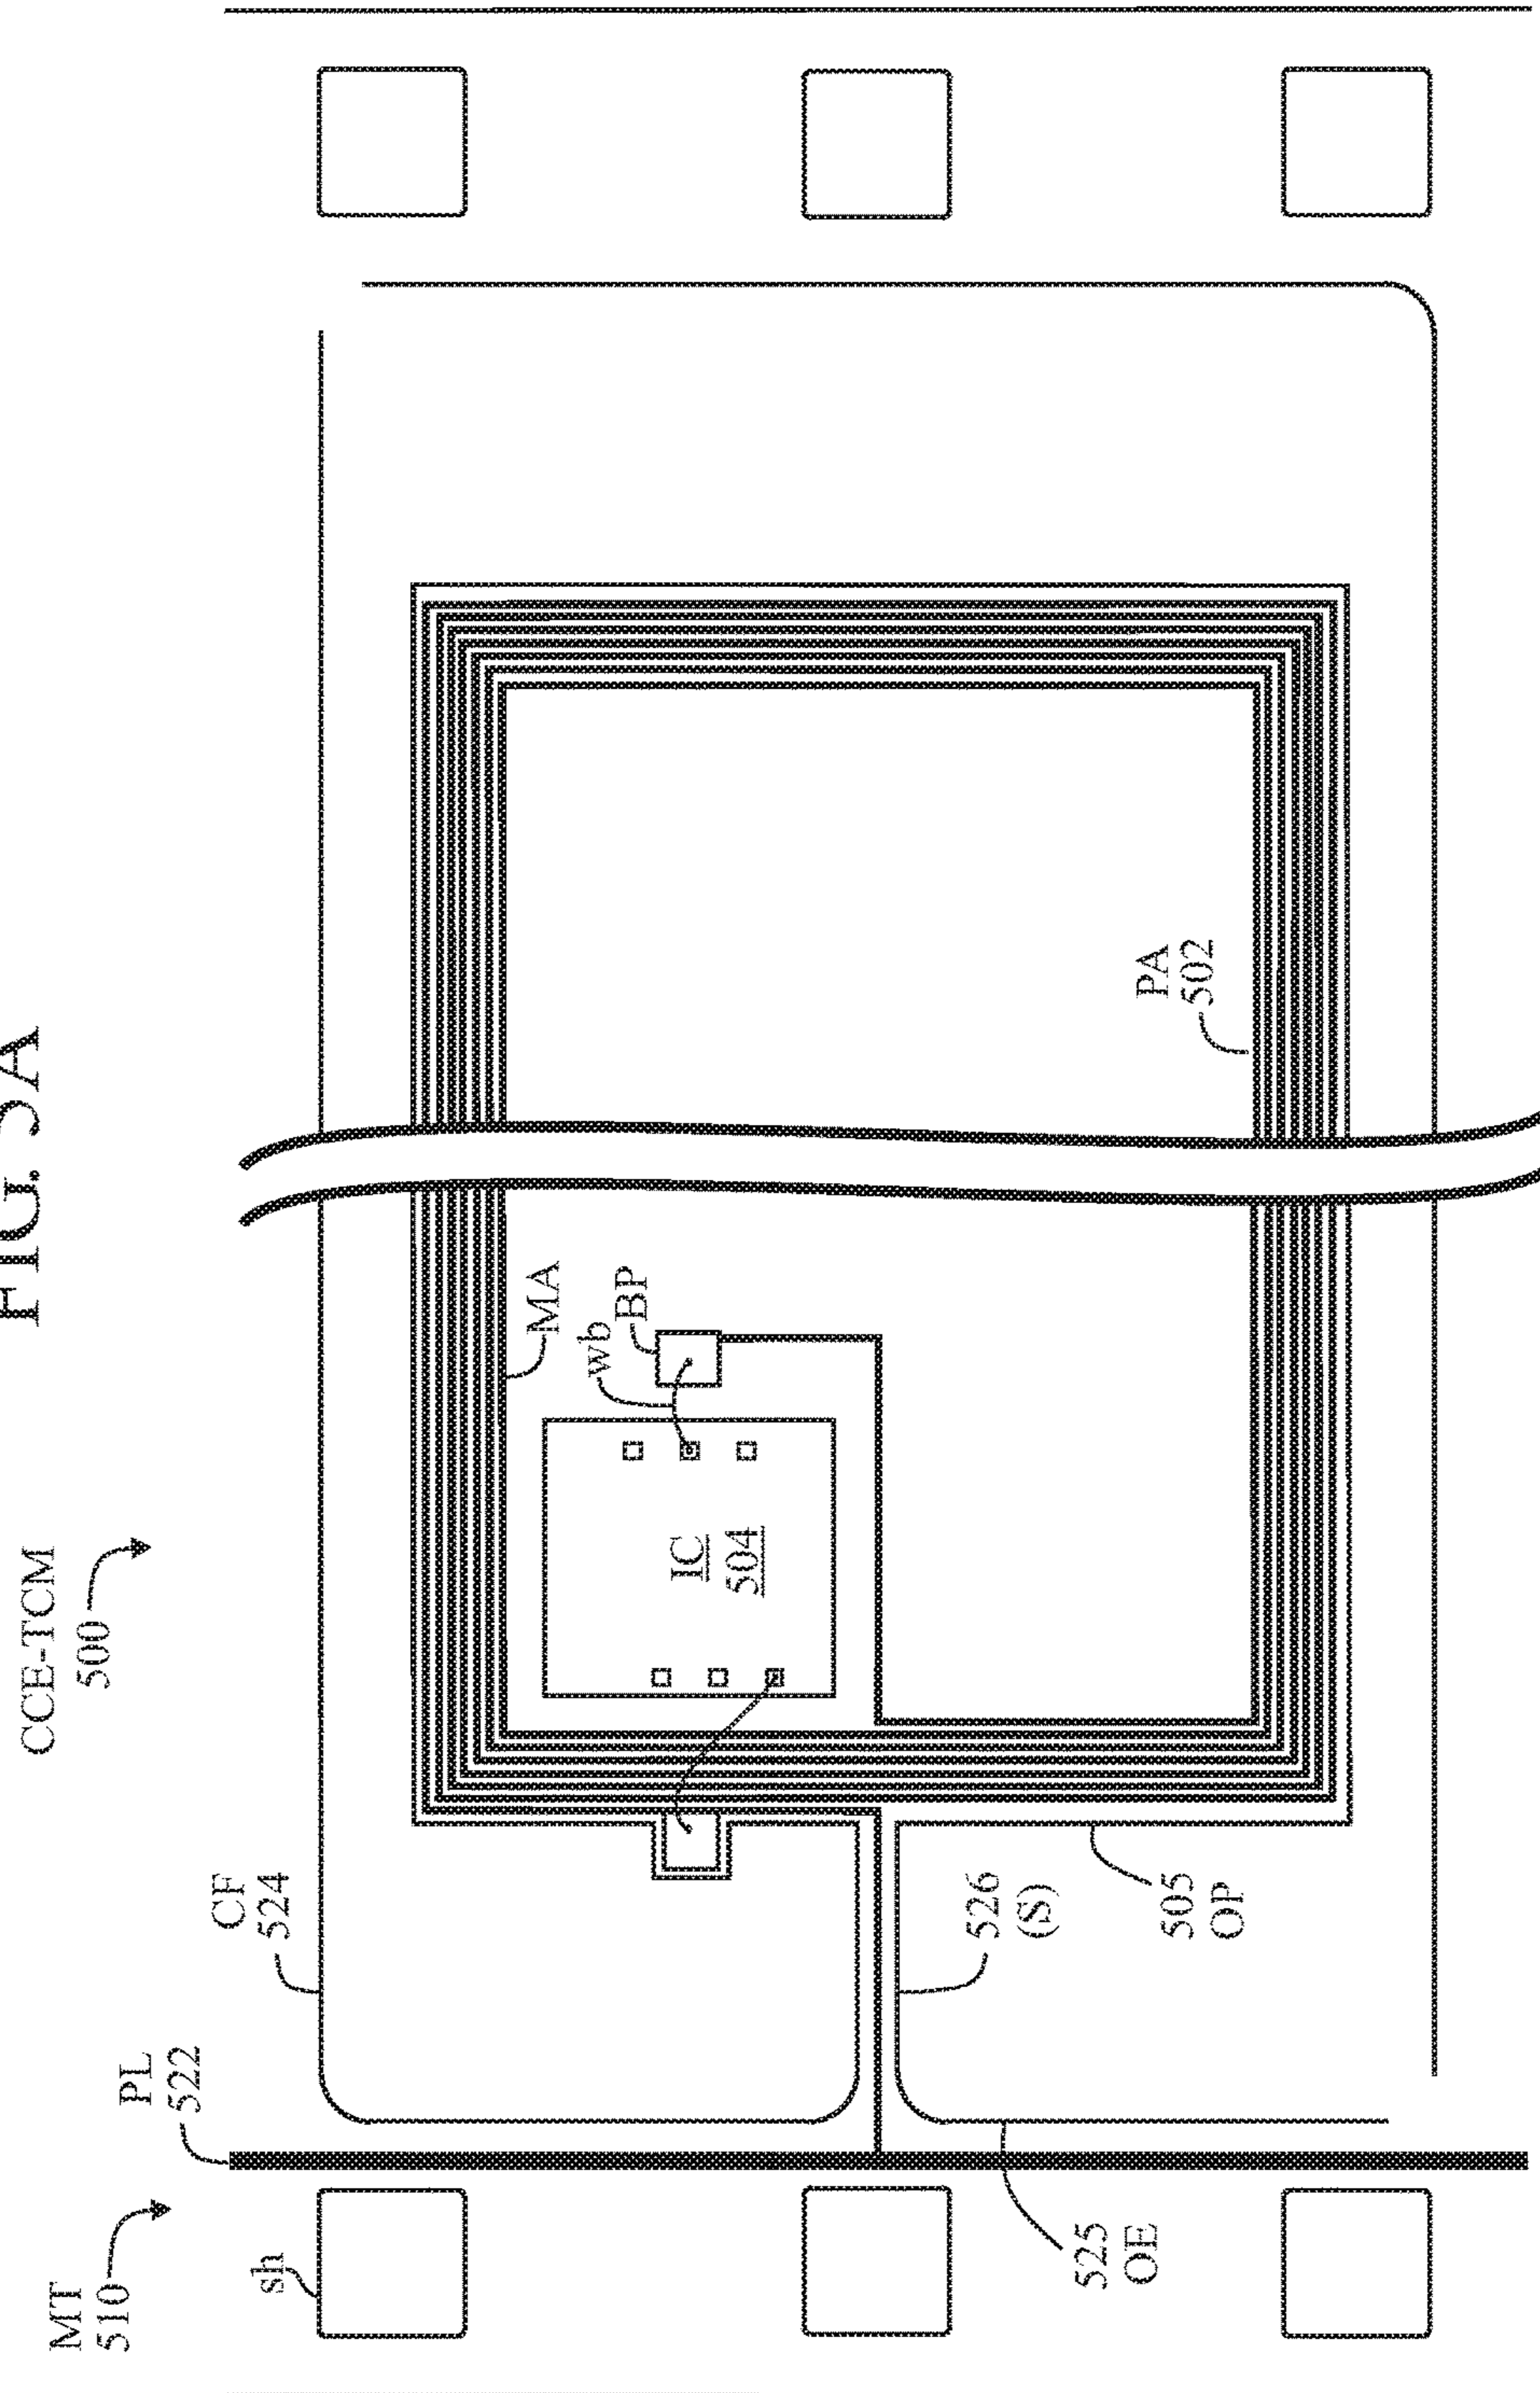 FIG. 5A
CCE-TCM
500
MT
510
PL
522
CF
524
sh
MA
wb
BP
IC
504
PA
502
526
(S)
505
OP
525
OE